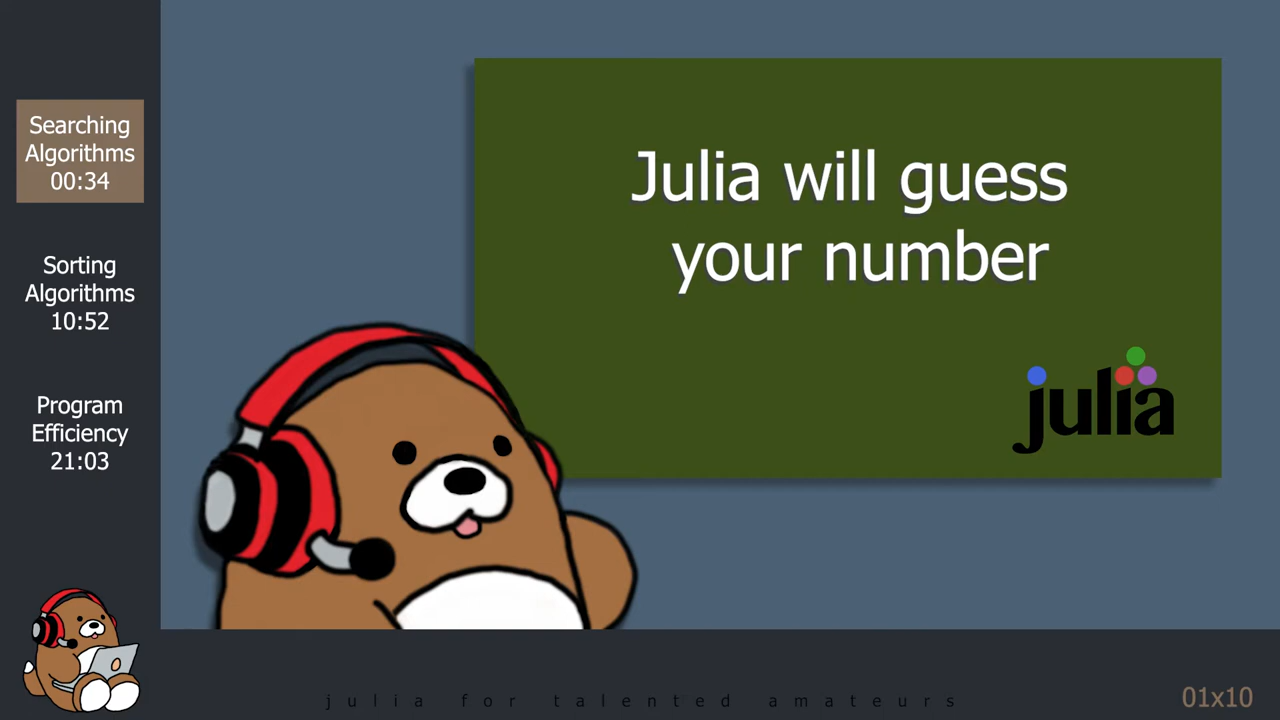 Searching
Algorithms
00:34
Sorting
Algorithms
10:52
Program
Efficiency
21:03
Julia will guess
your number
julia
julia for talented amateurs
01x10